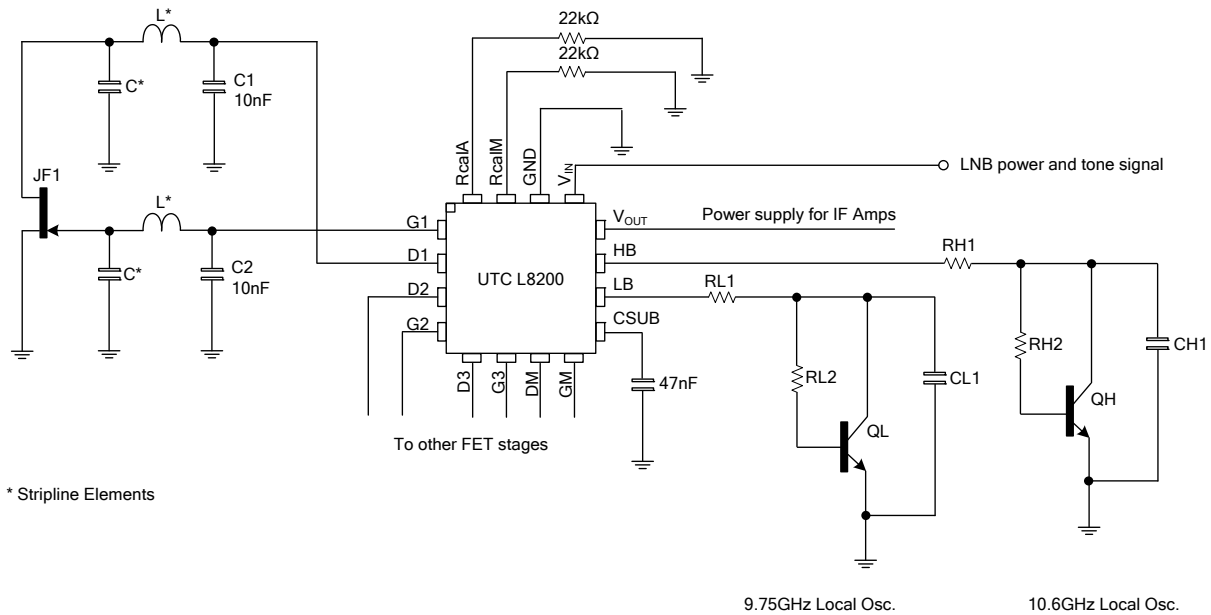 22kΩ
22kΩ
L*
C*
C1
10nF
RcalA
RcalM
GND
VIN
LNB power and tone signal
JF1
L*
C*
C2
10nF
G1
D1
D2
G2
UTC L8200
VOUT
HB
LB
CSUB
Power supply for IF Amps
RH1
RL1
RH2
CH1
RL2
CL1
QH
QL
47nF
D3
G3
DM
GM
To other FET stages
* Stripline Elements
9.75GHz Local Osc.
10.6GHz Local Osc.